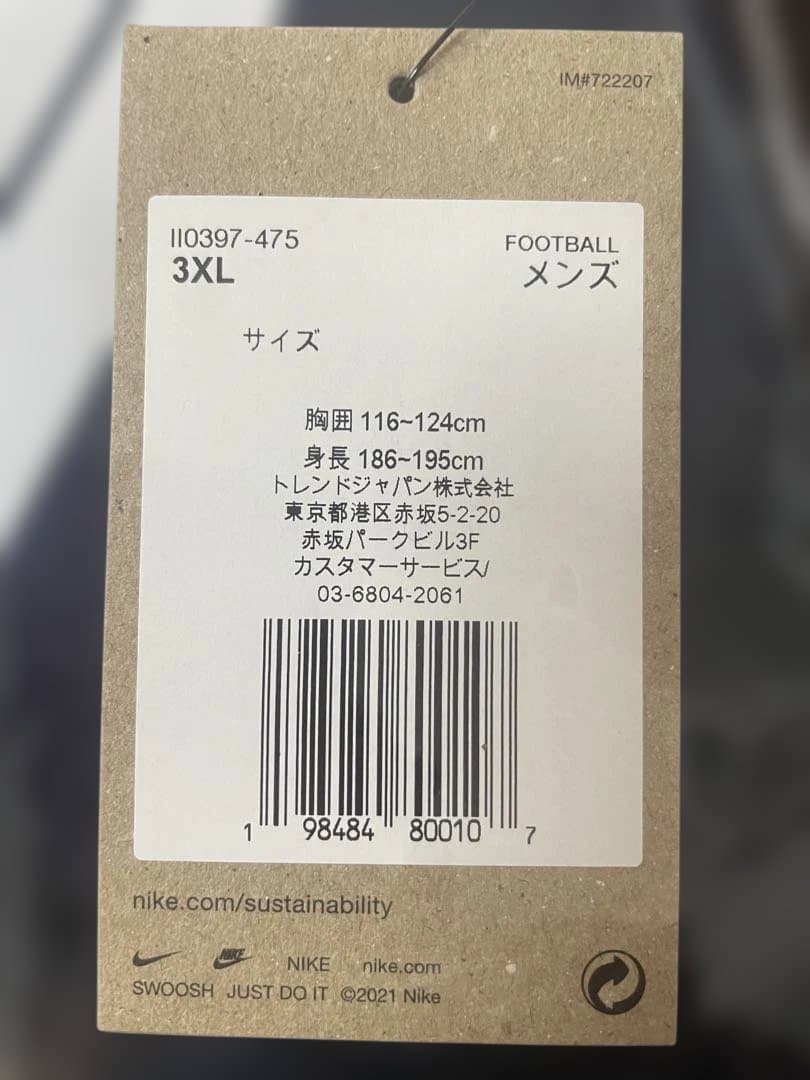 IM#722207
II0397-475
FOOTBALL
3XL
メンズ
サイズ
胸囲 116~124cm
身長 186~195cm
トレンドジャパン株式会社
東京都港区赤坂5-2-20
赤坂パークビル3F
カスタマーサービス/
03-6804-2061
1 98484 80010 7
nike.com/sustainability
NIKE NIKE nike.com
SWOOSH JUST DO IT ©2021 Nike